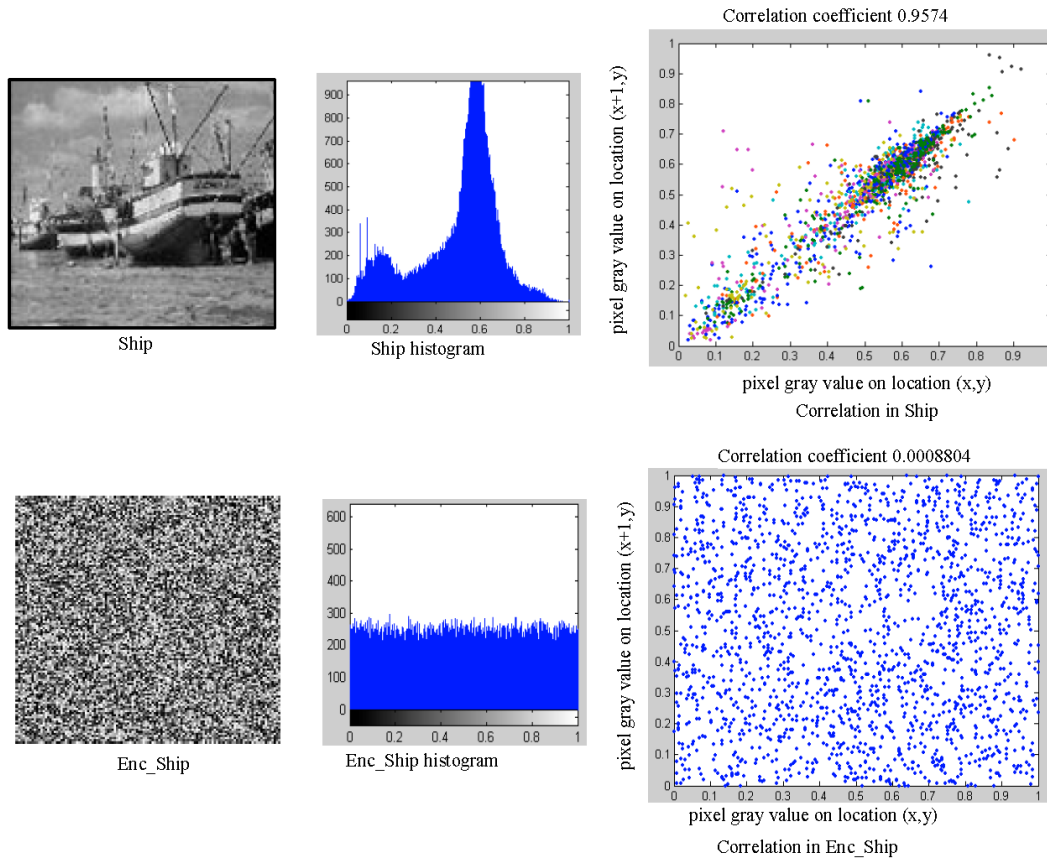 Correlation coefficient 0.9574
900
800
700
600
500
400
300
200
100
0
0 0.2 0.4 0.6 0.8 1
pixel gray value on location (x+1,y)
1
0.9
0.8
0.7
0.6
0.5
0.4
0.3
0.2
0.1
0
0 0.1 0.2 0.3 0.4 0.5 0.6 0.7 0.8 0.9
Ship
Ship histogram
pixel gray value on location (x,y)
Correlation in Ship
Correlation coefficient 0.0008804
600
500
400
300
200
100
0
0 0.2 0.4 0.6 0.8 1
pixel gray value on location (x+1,y)
1
0.9
0.8
0.7
0.6
0.5
0.4
0.3
0.2
0.1
0
0 0.1 0.2 0.3 0.4 0.5 0.6 0.7 0.8 0.9 1
Enc_Ship
Enc_Ship histogram
pixel gray value on location (x,y)
Correlation in Enc_Ship